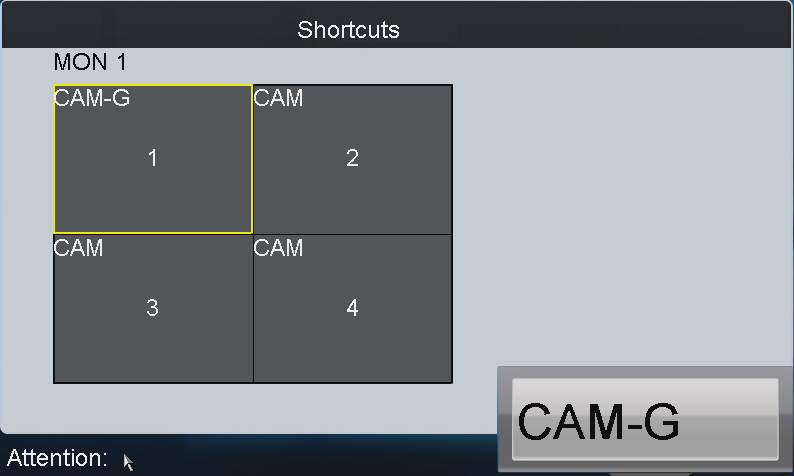 Shortcuts
MON 1
CAM-G
CAM
1
2
CAM
CAM
3
4
CAM-G
Attention: